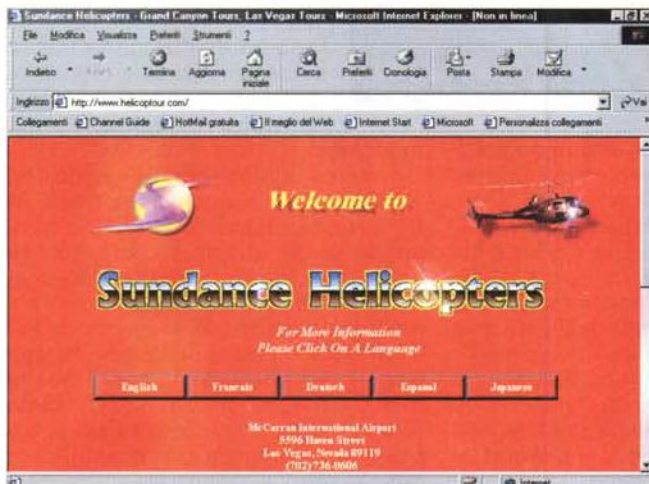 Sundance Helicopters - Grand Canyon Tours, Las Vegas Tours - Microsoft Internet Explorer - [Non in linea]
File Modifica Visualizza Preferiti Strumenti ?
Indietro Termina Aggiorna Pagina iniziale Cerca Preferiti Cronologia Posta Stampa Modifica
Indirizzo http://www.helicoptour.com/ Vai
Collegamenti Channel Guide HotMail gratuita Il meglio del Web Internet Start Microsoft Personalizza collegamenti
Welcome to
Sundance Helicopters
For More Information
Please Click On A Language
English Francais Deutsch Espanol Japanese
McCarran International Airport
5596 Haven Street
Las Vegas, Nevada 89119
(702)736-0606
Internet